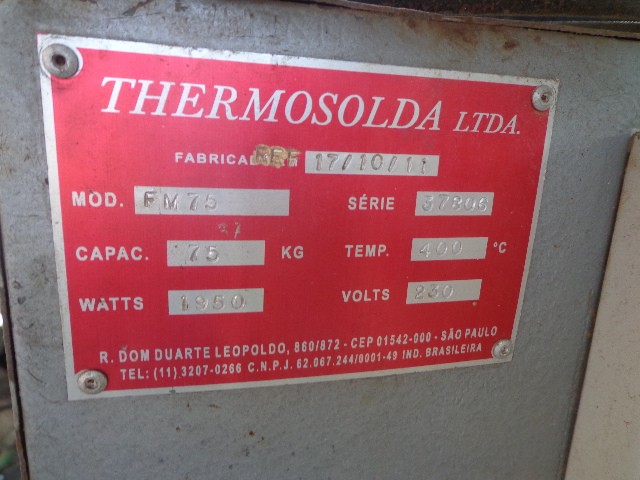 THERMOSOLDA LTDA.
17/10/11
MOD. FM75 SÉRIE 37806
CAPAC. 75 KG TEMP. 400 °C
WATTS 1950 VOLTS 230
R. DOM DUARTE LEOPOLDO, 860/872 - CEP 01542-000 - SÃO PAULO
TEL: (11) 3207-0266 C.N.P.J. 62.067.244/0001-49 IND. BRASILEIRA